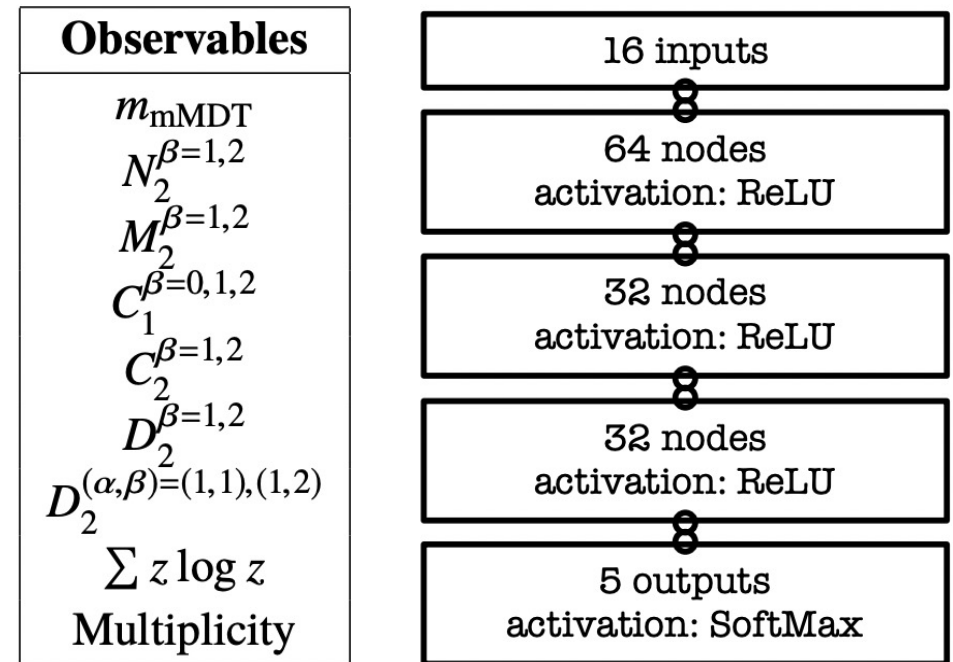 Observables
m_mMDT
N_2^{β=1,2}
M_2^{β=1,2}
C_1^{β=0,1,2}
C_2^{β=1,2}
D_2^{β=1,2}
D_2^{(α,β)=(1,1),(1,2)}
∑ z log z
Multiplicity
16 inputs
64 nodes
activation: ReLU
32 nodes
activation: ReLU
32 nodes
activation: ReLU
5 outputs
activation: SoftMax